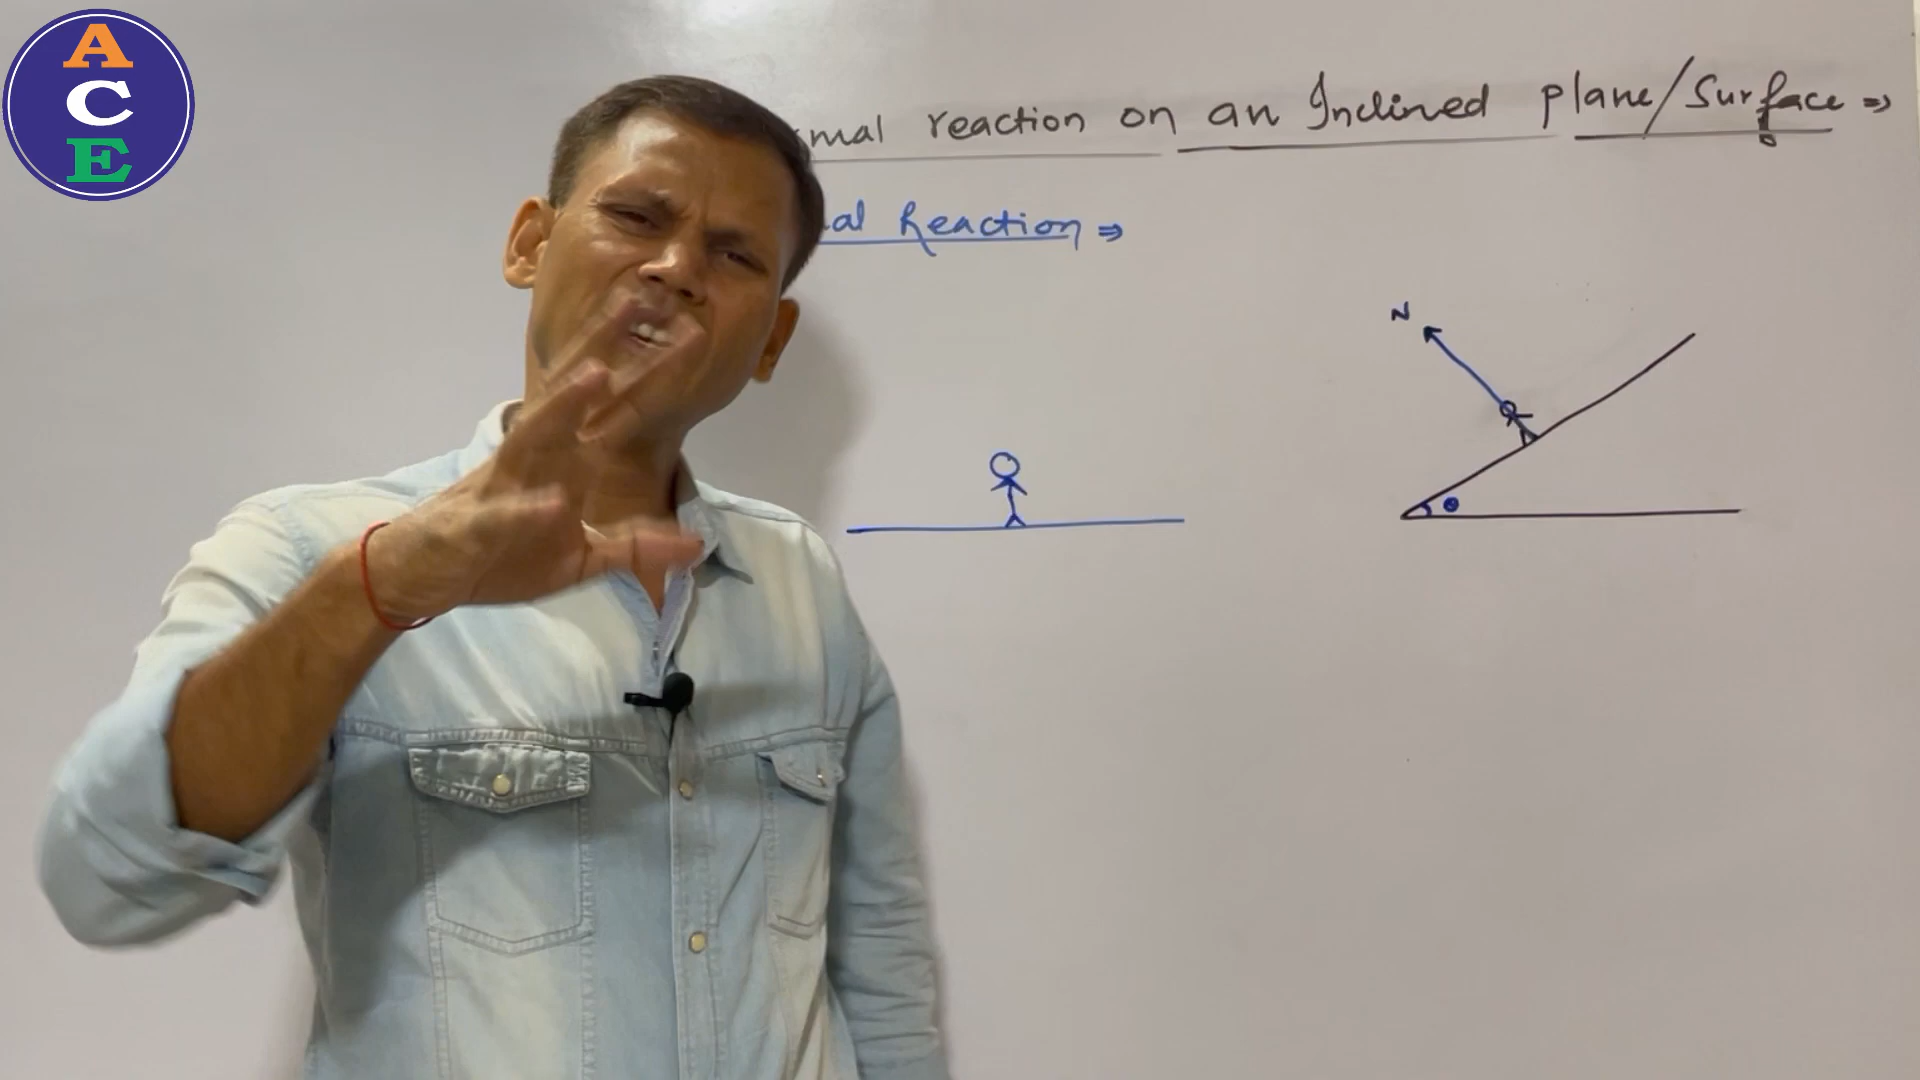 A
C
E
mal reaction on an Inclined plane/Surface ⇒
al Reaction ⇒
N
θ